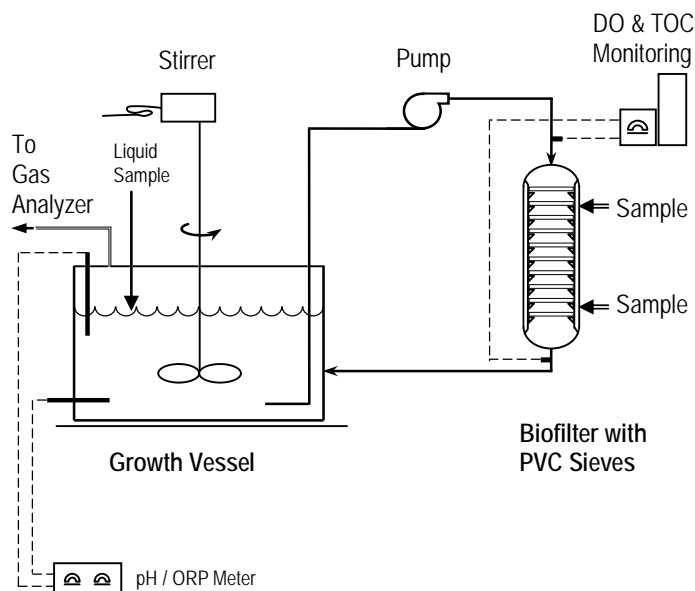 DO & TOC
Monitoring
Stirrer
Pump
To
Gas
Analyzer
Liquid
Sample
Sample
Sample
Growth Vessel
Biofilter with
PVC Sieves
pH / ORP Meter